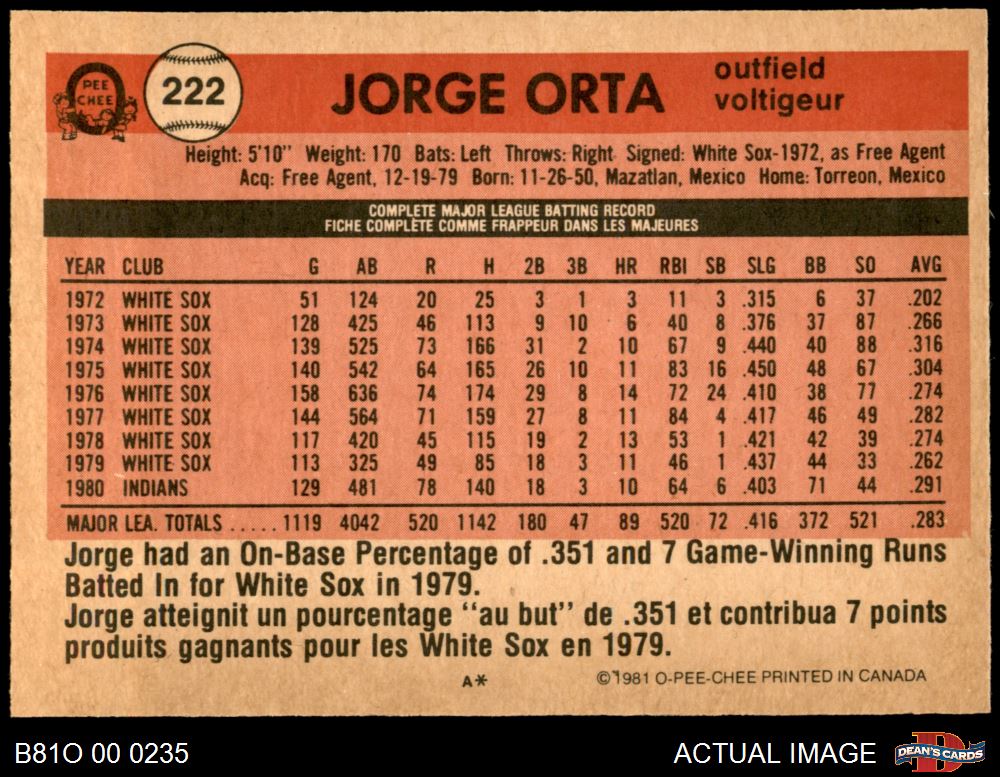 PEE
CHEE
222
JORGE ORTA
outfield
voltigeur
Height: 5'10" Weight: 170 Bats: Left Throws: Right Signed: White Sox-1972, as Free Agent
Acq: Free Agent, 12-19-79 Born: 11-26-50, Mazatlan, Mexico Home: Torreon, Mexico
COMPLETE MAJOR LEAGUE BATTING RECORD
FICHE COMPLÈTE COMME FRAPPEUR DANS LES MAJEURES
YEAR CLUB G AB R H 2B 3B HR RBI SB SLG BB SO AVG
1972 WHITE SOX 51 124 20 25 3 1 3 11 3 .315 6 37 .202
1973 WHITE SOX 128 425 46 113 9 10 6 40 8 .376 37 87 .266
1974 WHITE SOX 139 525 73 166 31 2 10 67 9 .440 40 88 .316
1975 WHITE SOX 140 542 64 165 26 10 11 83 16 .450 48 67 .304
1976 WHITE SOX 158 636 74 174 29 8 14 72 24 .410 38 77 .274
1977 WHITE SOX 144 564 71 159 27 8 11 84 4 .417 46 49 .282
1978 WHITE SOX 117 420 45 115 19 2 13 53 1 .421 42 39 .274
1979 WHITE SOX 113 325 49 85 18 3 11 46 1 .437 44 33 .262
1980 INDIANS 129 481 78 140 18 3 10 64 6 .403 71 44 .291
MAJOR LEA. TOTALS ..... 1119 4042 520 1142 180 47 89 520 72 .416 372 521 .283
Jorge had an On-Base Percentage of .351 and 7 Game-Winning Runs
Batted In for White Sox in 1979.
Jorge atteignit un pourcentage "au but" de .351 et contribua 7 points
produits gagnants pour les White Sox en 1979.
A*
©1981 O-PEE-CHEE PRINTED IN CANADA
B81O 00 0235
ACTUAL IMAGE
DEAN'S CARDS